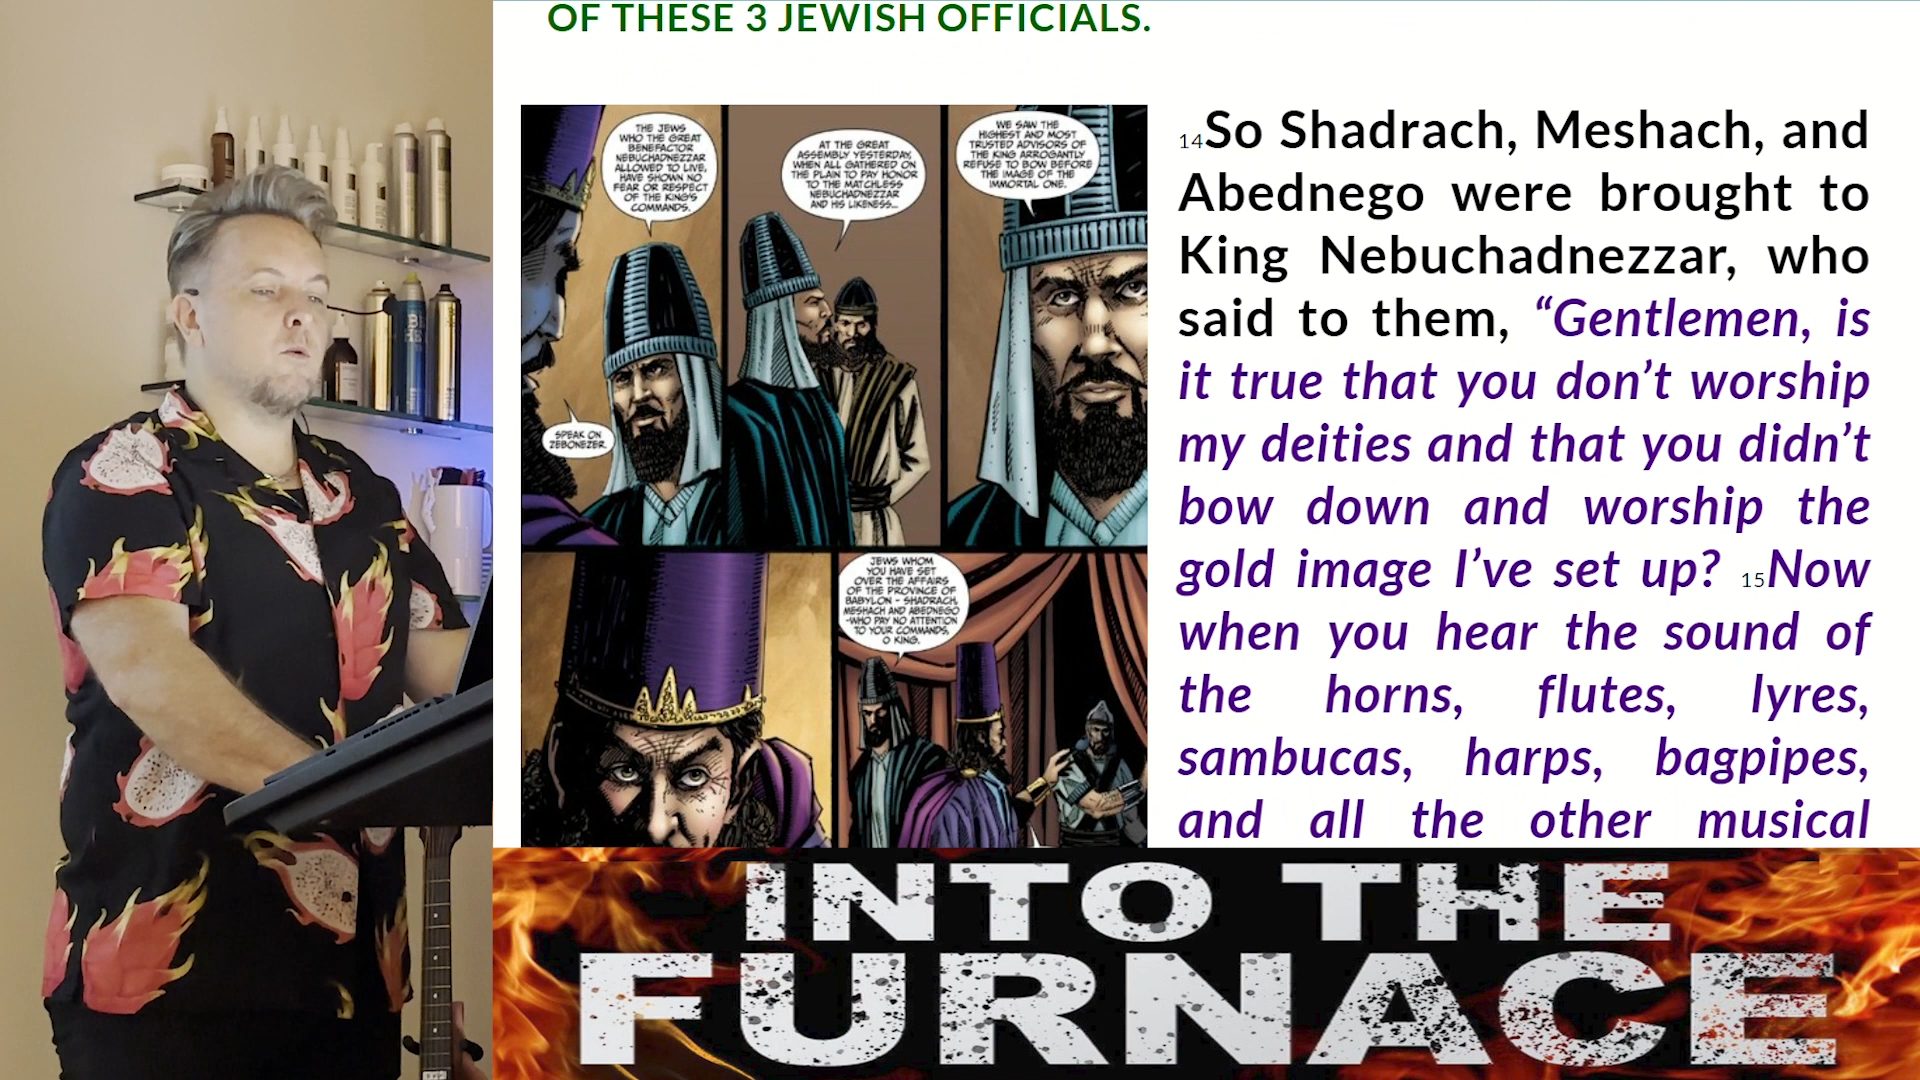 OF THESE 3 JEWISH OFFICIALS.
THE JEWS
WHO THE GREAT
BENEFACTOR
NEBUCHADNEZZAR
ALLOWED TO LIVE,
HAVE SHOWN NO
FEAR OR RESPECT
OF THE KING'S
COMMANDS.
SPEAK ON
ZEBONEZER.
AT THE GREAT
ASSEMBLY YESTERDAY,
WHEN ALL GATHERED ON
THE PLAIN TO PAY HONOR
TO THE MATCHLESS
NEBUCHADNEZZAR
AND HIS LIKENESS...
WE SAW THE
HIGHEST AND MOST
TRUSTED ADVISORS OF
THE KING ARROGANTLY
REFUSE TO BOW BEFORE
THE IMAGE OF THE
IMMORTAL ONE.
JEWS WHOM
YOU HAVE SET
OVER THE AFFAIRS
OF THE PROVINCE OF
BABYLON - SHADRACH,
MESHACH AND ABEDNEGO
-WHO PAY NO ATTENTION
TO YOUR COMMANDS,
O KING.
14So Shadrach, Meshach, and
Abednego were brought to
King Nebuchadnezzar, who
said to them, “Gentlemen, is
it true that you don’t worship
my deities and that you didn’t
bow down and worship the
gold image I’ve set up? 15Now
when you hear the sound of
the horns, flutes, lyres,
sambucas, harps, bagpipes,
and all the other musical
INTO THE
FURNACE